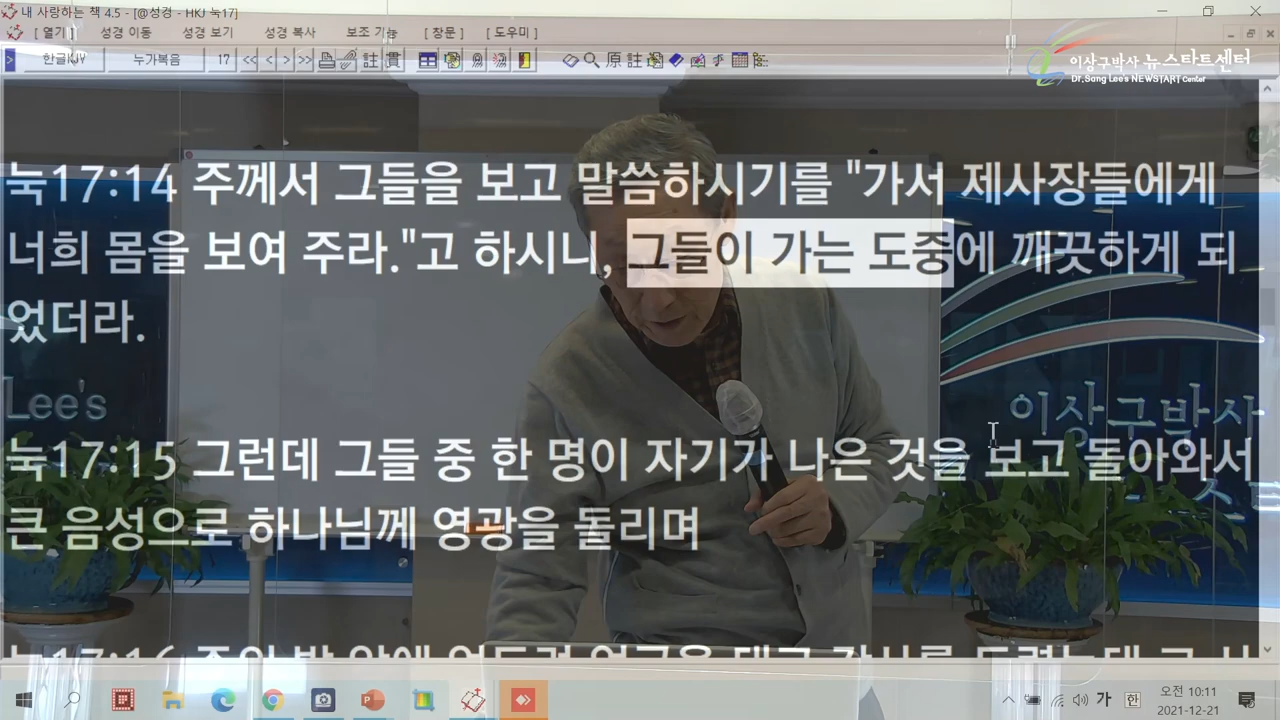 내 사랑하는 책 4.5 - [@성경 - HKJ 눅17]
[ 열기 ] 성경 이동 성경 보기 성경 복사 보조 기능 [ 창문 ] [ 도우미 ]
한글KJV 누가복음 17 << < > >> 註 貫 原 註
이상구박사 뉴스타트센터
Dr. Sang Lee's NEWSTART Center
눅17:14 주께서 그들을 보고 말씀하시기를 "가서 제사장들에게
너희 몸을 보여 주라."고 하시니, 그들이 가는 도중에 깨끗하게 되
었더라.
Lee's
이상구박사
눅17:15 그런데 그들 중 한 명이 자기가 나은 것을 보고 돌아와서
큰 음성으로 하나님께 영광을 돌리며
가 한
오전 10:11
2021-12-21